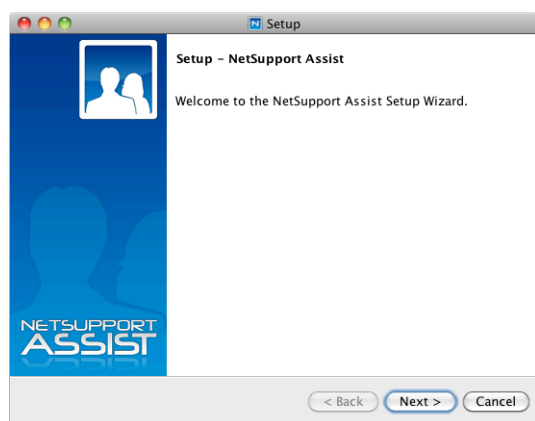 Setup
Setup – NetSupport Assist
Welcome to the NetSupport Assist Setup Wizard.
NETSUPPORT
ASSIST
< Back
Next >
Cancel